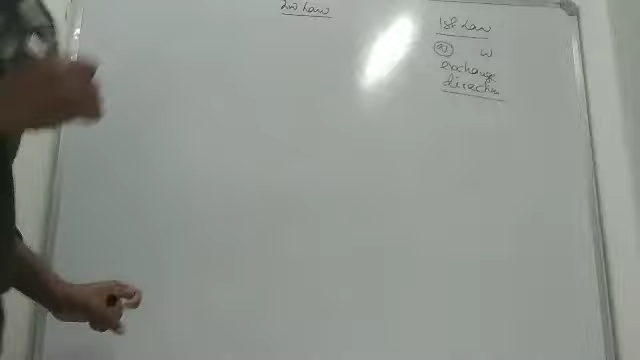 2nd Law
1st Law
Q W
exchange
direction